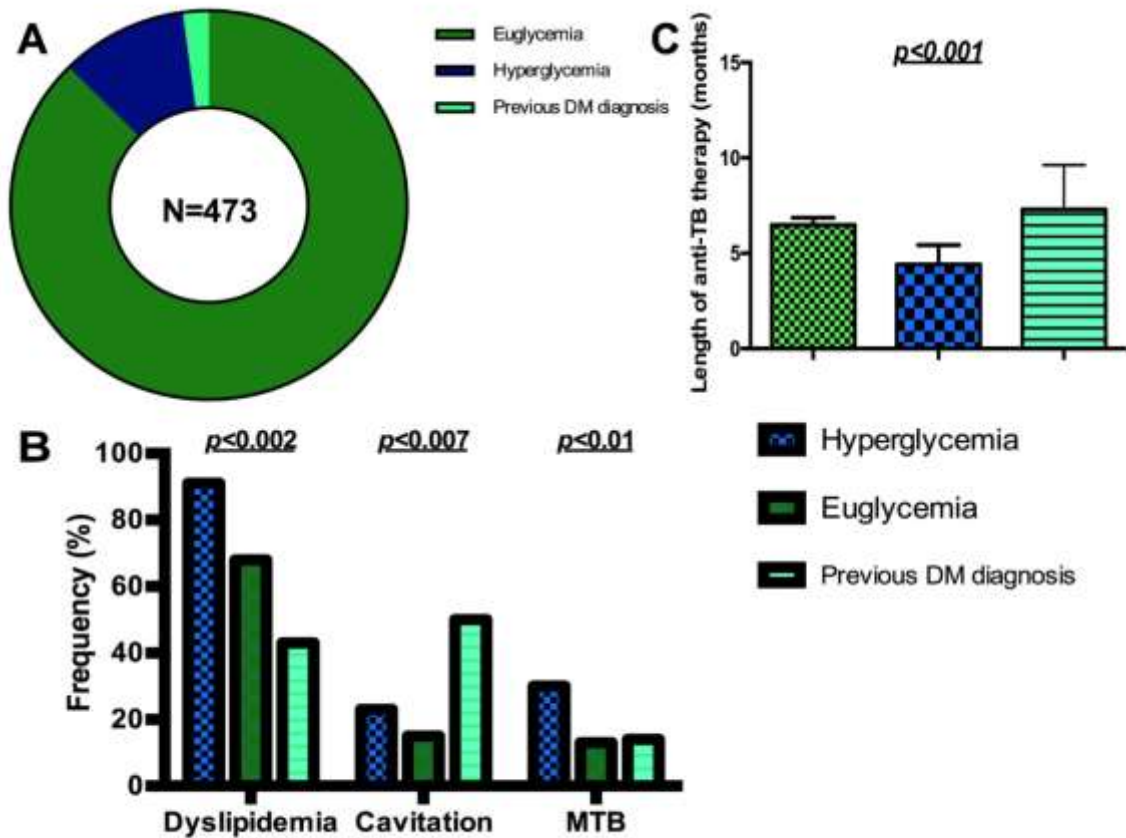 A
N=473
Euglycemia
Hyperglycemia
Previous DM diagnosis
C
p<0.001
Length of anti-TB therapy (months)
15
10
5
0
B
p<0.002
p<0.007
p<0.01
Frequency (%)
100
80
60
40
20
0
Dyslipidemia
Cavitation
MTB
Hyperglycemia
Euglycemia
Previous DM diagnosis